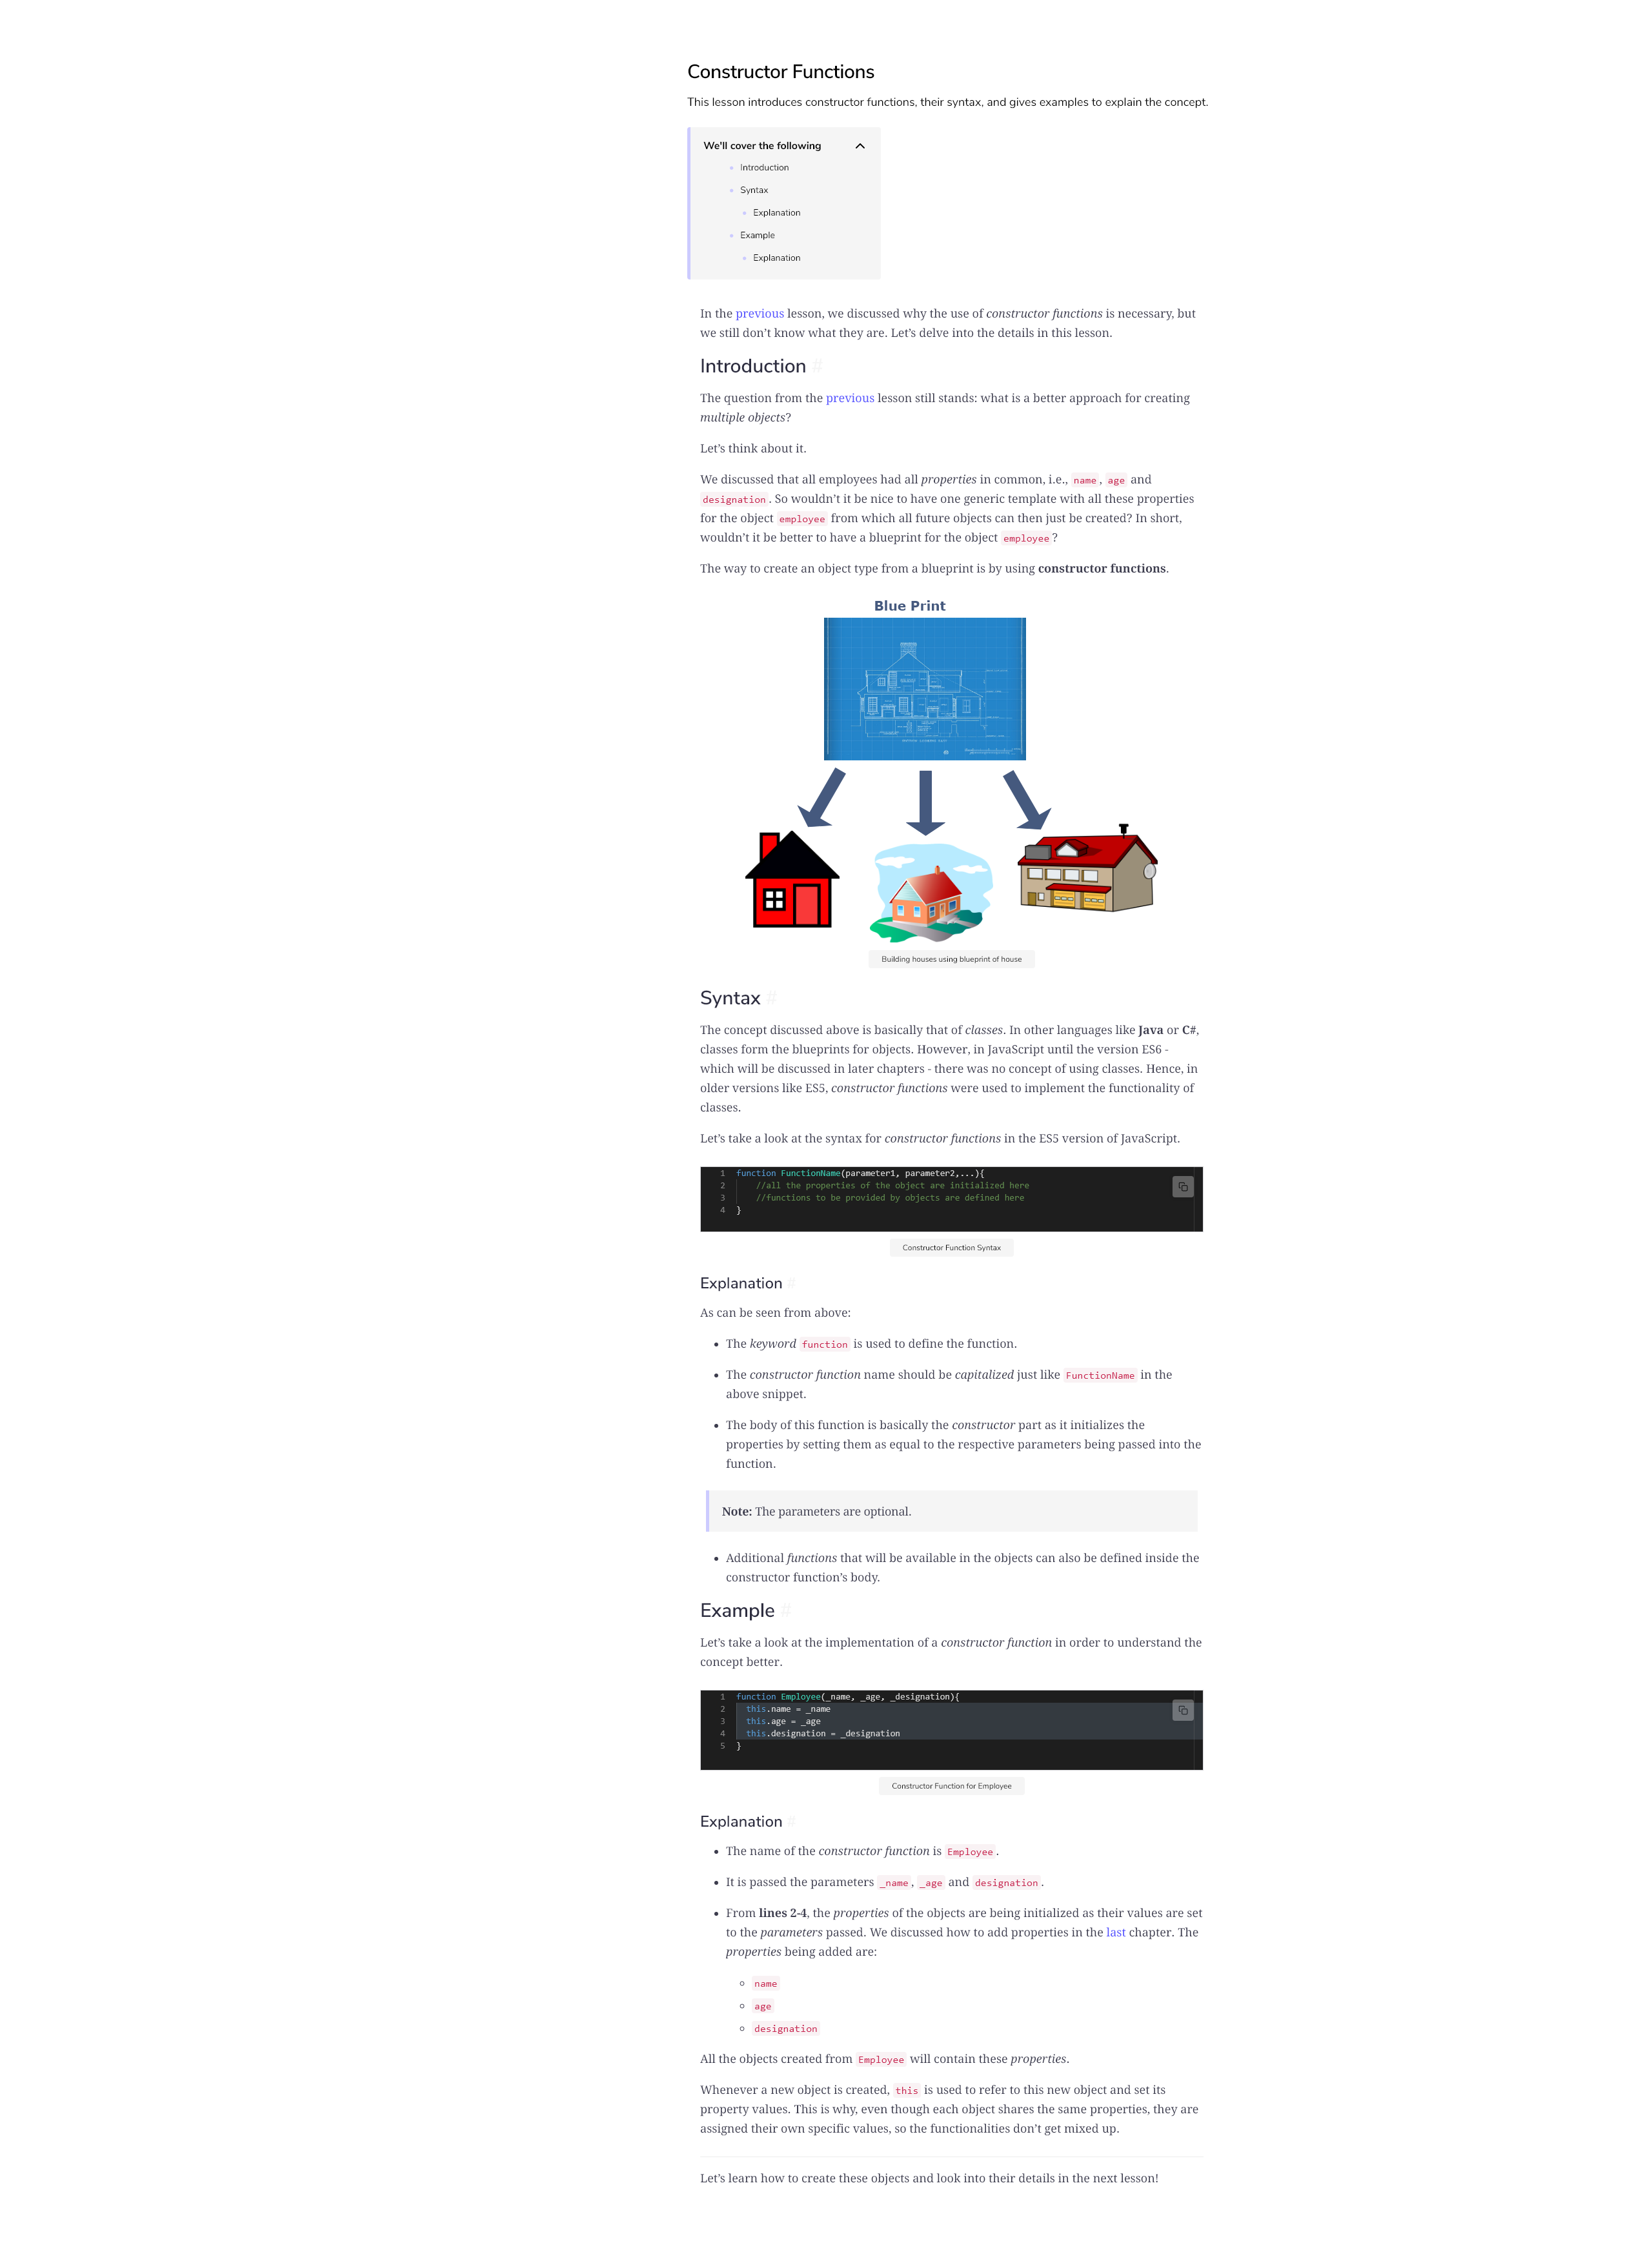 Constructor Functions
This lesson introduces constructor functions, their syntax, and gives examples to explain the concept.
We'll cover the following
Introduction
Syntax
Explanation
Example
Explanation
In the previous lesson, we discussed why the use of constructor functions is necessary, but
we still don’t know what they are. Let’s delve into the details in this lesson.
Introduction #
The question from the previous lesson still stands: what is a better approach for creating
multiple objects?
Let’s think about it.
We discussed that all employees had all properties in common, i.e., name, age and
designation. So wouldn’t it be nice to have one generic template with all these properties
for the object employee from which all future objects can then just be created? In short,
wouldn’t it be better to have a blueprint for the object employee?
The way to create an object type from a blueprint is by using constructor functions.
Blue Print
Building houses using blueprint of house
Syntax #
The concept discussed above is basically that of classes. In other languages like Java or C#,
classes form the blueprints for objects. However, in JavaScript until the version ES6 -
which will be discussed in later chapters - there was no concept of using classes. Hence, in
older versions like ES5, constructor functions were used to implement the functionality of
classes.
Let’s take a look at the syntax for constructor functions in the ES5 version of JavaScript.
1 function FunctionName(parameter1, parameter2,...){
2     //all the properties of the object are initialized here
3     //functions to be provided by objects are defined here
4 }
Constructor Function Syntax
Explanation #
As can be seen from above:
The keyword function is used to define the function.
The constructor function name should be capitalized just like FunctionName in the
above snippet.
The body of this function is basically the constructor part as it initializes the
properties by setting them as equal to the respective parameters being passed into the
function.
Note: The parameters are optional.
Additional functions that will be available in the objects can also be defined inside the
constructor function’s body.
Example #
Let’s take a look at the implementation of a constructor function in order to understand the
concept better.
1 function Employee(_name, _age, _designation){
2   this.name = _name
3   this.age = _age
4   this.designation = _designation
5 }
Constructor Function for Employee
Explanation #
The name of the constructor function is Employee.
It is passed the parameters _name, _age and designation.
From lines 2-4, the properties of the objects are being initialized as their values are set
to the parameters passed. We discussed how to add properties in the last chapter. The
properties being added are:
name
age
designation
All the objects created from Employee will contain these properties.
Whenever a new object is created, this is used to refer to this new object and set its
property values. This is why, even though each object shares the same properties, they are
assigned their own specific values, so the functionalities don’t get mixed up.
Let’s learn how to create these objects and look into their details in the next lesson!